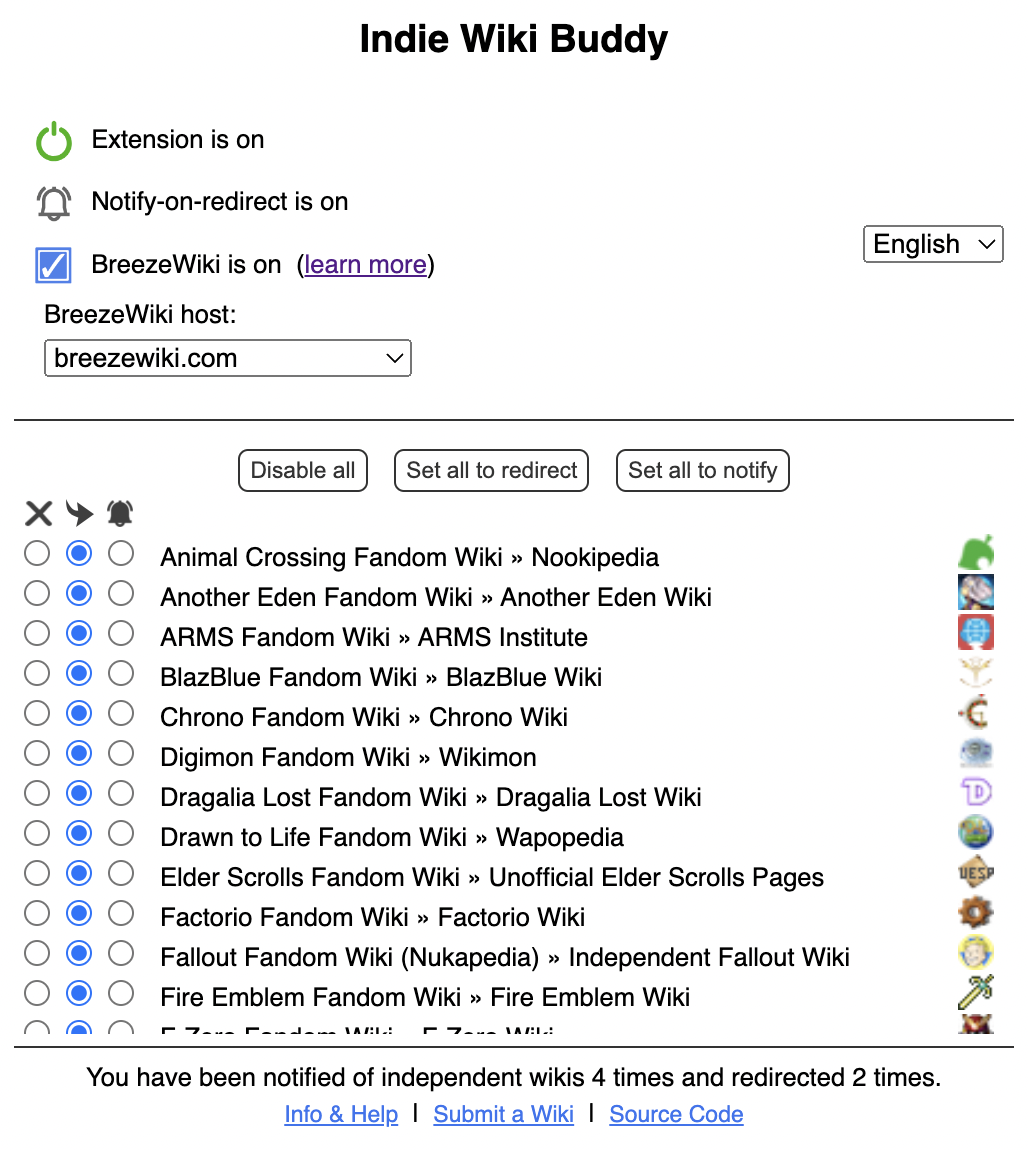 Indie Wiki Buddy
Extension is on
Notify-on-redirect is on
BreezeWiki is on (learn more)
English
BreezeWiki host:
breezewiki.com
Disable all
Set all to redirect
Set all to notify
Animal Crossing Fandom Wiki » Nookipedia
Another Eden Fandom Wiki » Another Eden Wiki
ARMS Fandom Wiki » ARMS Institute
BlazBlue Fandom Wiki » BlazBlue Wiki
Chrono Fandom Wiki » Chrono Wiki
Digimon Fandom Wiki » Wikimon
Dragalia Lost Fandom Wiki » Dragalia Lost Wiki
Drawn to Life Fandom Wiki » Wapopedia
Elder Scrolls Fandom Wiki » Unofficial Elder Scrolls Pages
UESP
Factorio Fandom Wiki » Factorio Wiki
Fallout Fandom Wiki (Nukapedia) » Independent Fallout Wiki
Fire Emblem Fandom Wiki » Fire Emblem Wiki
F-Zero Fandom Wiki » F-Zero Wiki
You have been notified of independent wikis 4 times and redirected 2 times.
Info & Help | Submit a Wiki | Source Code